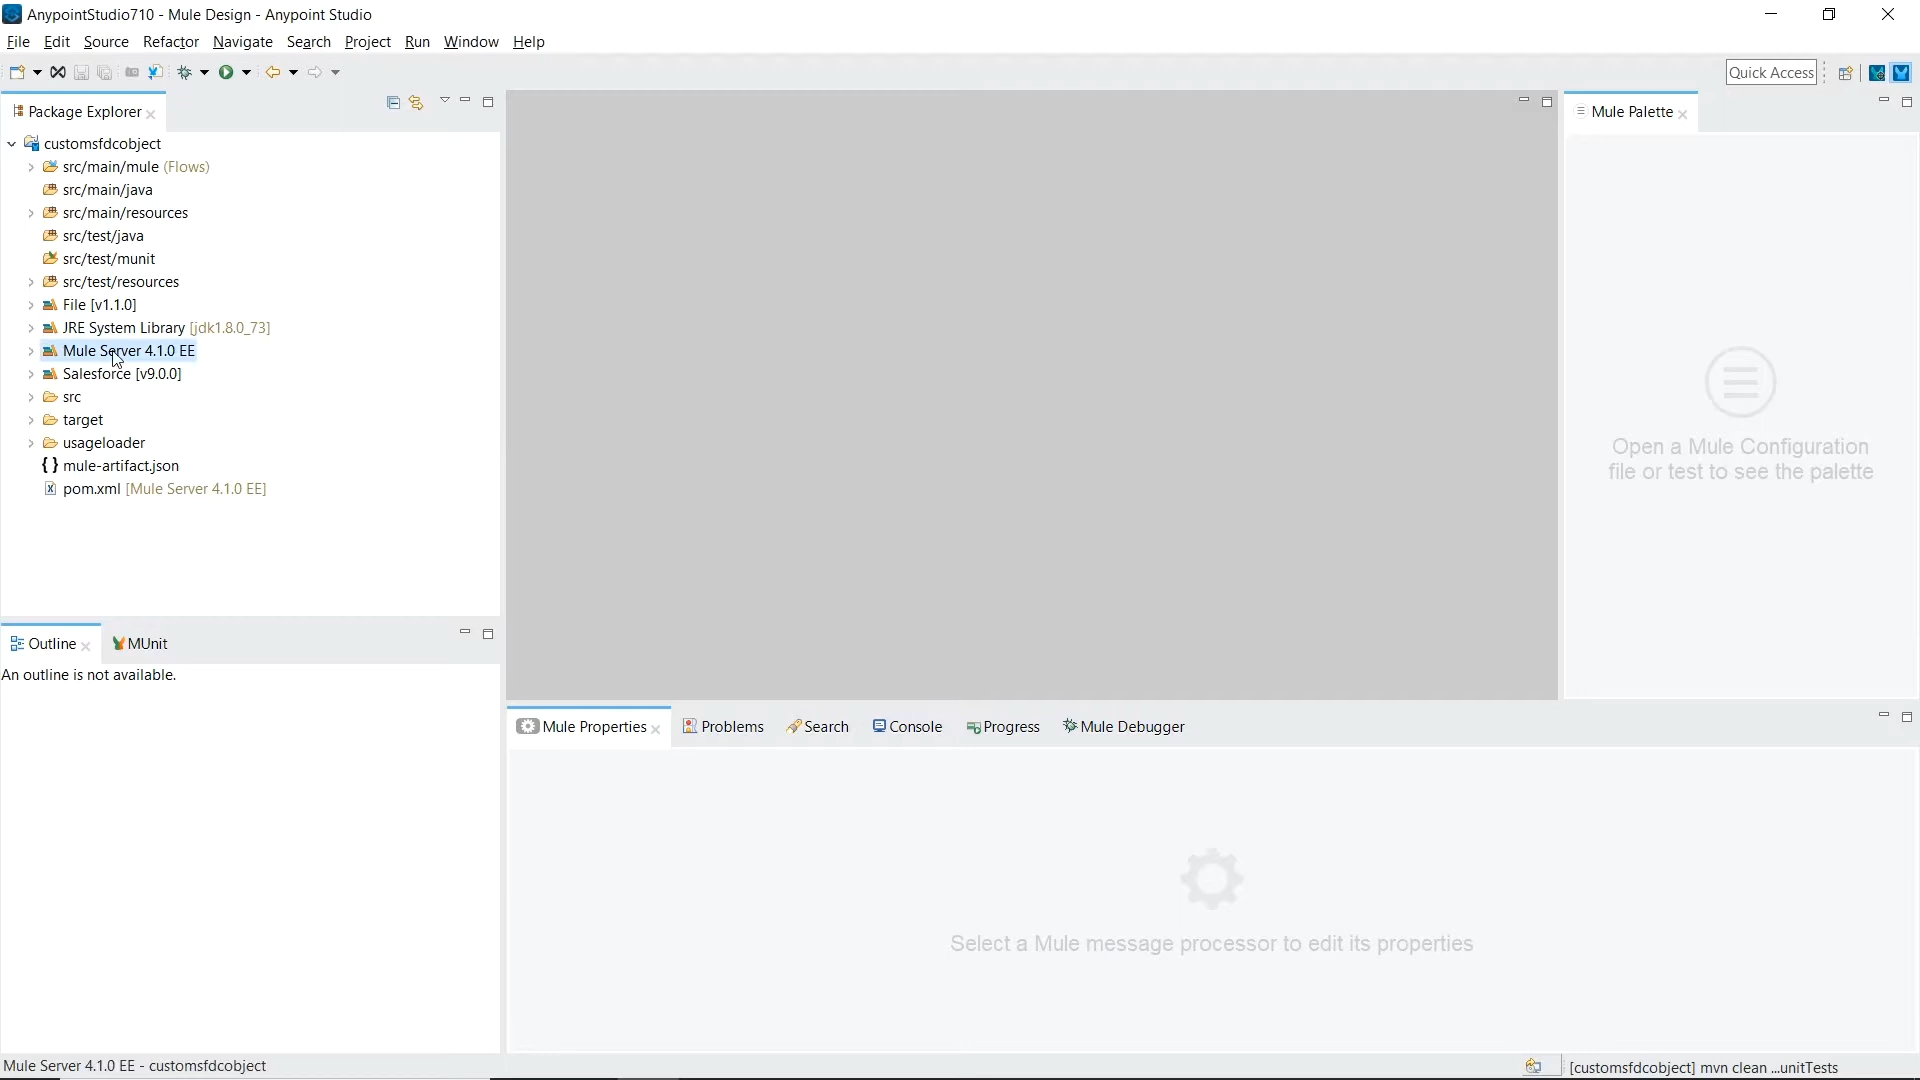 AnypointStudio710 - Mule Design - Anypoint Studio
File Edit Source Refactor Navigate Search Project Run Window Help
Quick Access
Package Explorer
customsfdcobject
src/main/mule (Flows)
src/main/java
src/main/resources
src/test/java
src/test/munit
src/test/resources
File [v1.1.0]
JRE System Library [jdk1.8.0_73]
Mule Server 4.1.0 EE
Salesforce [v9.0.0]
src
target
usageloader
mule-artifact.json
pom.xml [Mule Server 4.1.0 EE]
Mule Palette
Open a Mule Configuration
file or test to see the palette
Outline MUnit
An outline is not available.
Mule Properties Problems Search Console Progress Mule Debugger
Select a Mule message processor to edit its properties
Mule Server 4.1.0 EE - customsfdcobject
[customsfdcobject] mvn clean ...unitTests